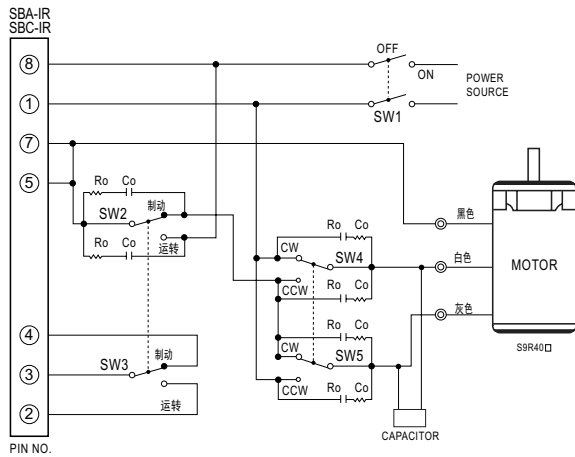 SBA-IR
SBC-IR
8
OFF
ON
POWER
SOURCE
1
SW1
7
5
Ro Co
制动
SW2
黑色
Ro Co
运转
Ro Co
CW
SW4
白色
MOTOR
CCW
Ro Co
灰色
Ro Co
4
制动
CW
SW5
S9R40□
3
SW3
CCW
Ro Co
2
运转
CAPACITOR
PIN NO.